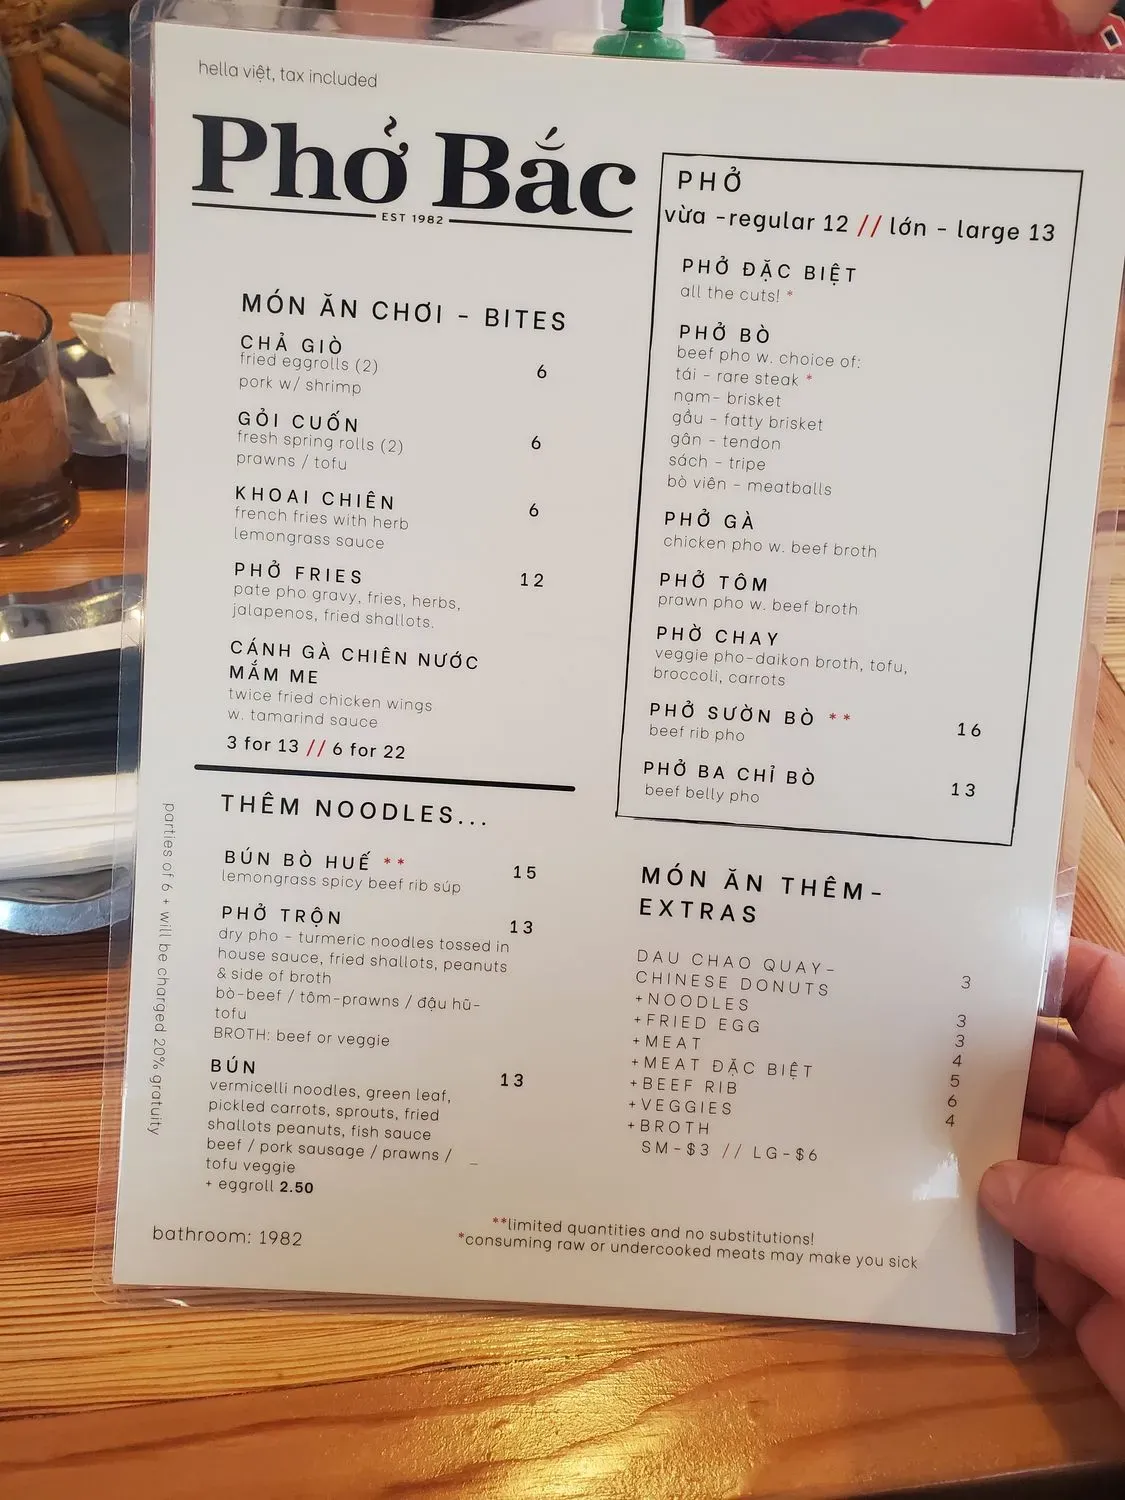 hella việt, tax included
Phở Bắc
EST 1982
MÓN ĂN CHƠI - BITES
CHẢ GIÒ
fried eggrolls (2)
pork w/ shrimp
6
GỎI CUỐN
fresh spring rolls (2)
prawns / tofu
6
KHOAI CHIÊN
french fries with herb
lemongrass sauce
6
PHỞ FRIES
pate pho gravy, fries, herbs,
jalapenos, fried shallots.
12
CÁNH GÀ CHIÊN NƯỚC
MẮM ME
twice fried chicken wings
w. tamarind sauce
3 for 13 // 6 for 22
THÊM NOODLES...
BÚN BÒ HUẾ **
lemongrass spicy beef rib súp
15
PHỞ TRỘN
dry pho - turmeric noodles tossed in
house sauce, fried shallots, peanuts
& side of broth
bò-beef / tôm-prawns / đậu hũ-
tofu
BROTH: beef or veggie
13
BÚN
vermicelli noodles, green leaf,
pickled carrots, sprouts, fried
shallots peanuts, fish sauce
beef / pork sausage / prawns /
tofu veggie
+ eggroll 2.50
13
PHỞ
vừa -regular 12 // lớn - large 13
PHỞ ĐẶC BIỆT
all the cuts! *
PHỞ BÒ
beef pho w. choice of:
tái - rare steak *
nạm- brisket
gầu - fatty brisket
gân - tendon
sách - tripe
bò viên - meatballs
PHỞ GÀ
chicken pho w. beef broth
PHỞ TÔM
prawn pho w. beef broth
PHỜ CHAY
veggie pho-daikon broth, tofu,
broccoli, carrots
PHỞ SƯỜN BÒ **
beef rib pho
16
PHỞ BA CHỈ BÒ
beef belly pho
13
MÓN ĂN THÊM-
EXTRAS
DAU CHAO QUAY-
CHINESE DONUTS
3
+NOODLES
3
+FRIED EGG
3
+MEAT
4
+MEAT ĐẶC BIỆT
5
+BEEF RIB
6
+VEGGIES
4
+BROTH
SM-$3 // LG-$6
parties of 6 + will be charged 20% gratuity
bathroom: 1982
**limited quantities and no substitutions!
*consuming raw or undercooked meats may make you sick